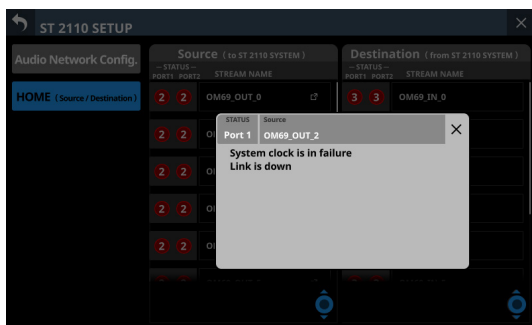 ST 2110 SETUP
Audio Network Config.
HOME ( Source / Destination )
Source ( to ST 2110 SYSTEM )
– STATUS –
PORT1 PORT2 STREAM NAME
Destination ( from ST 2110 SYSTEM )
– STATUS –
PORT1 PORT2 STREAM NAME
2 2 OM69_OUT_0
3 3 OM69_IN_0
2 2
2 2
2 2
2 2
STATUS Source
Port 1 OM69_OUT_2
System clock is in failure
Link is down